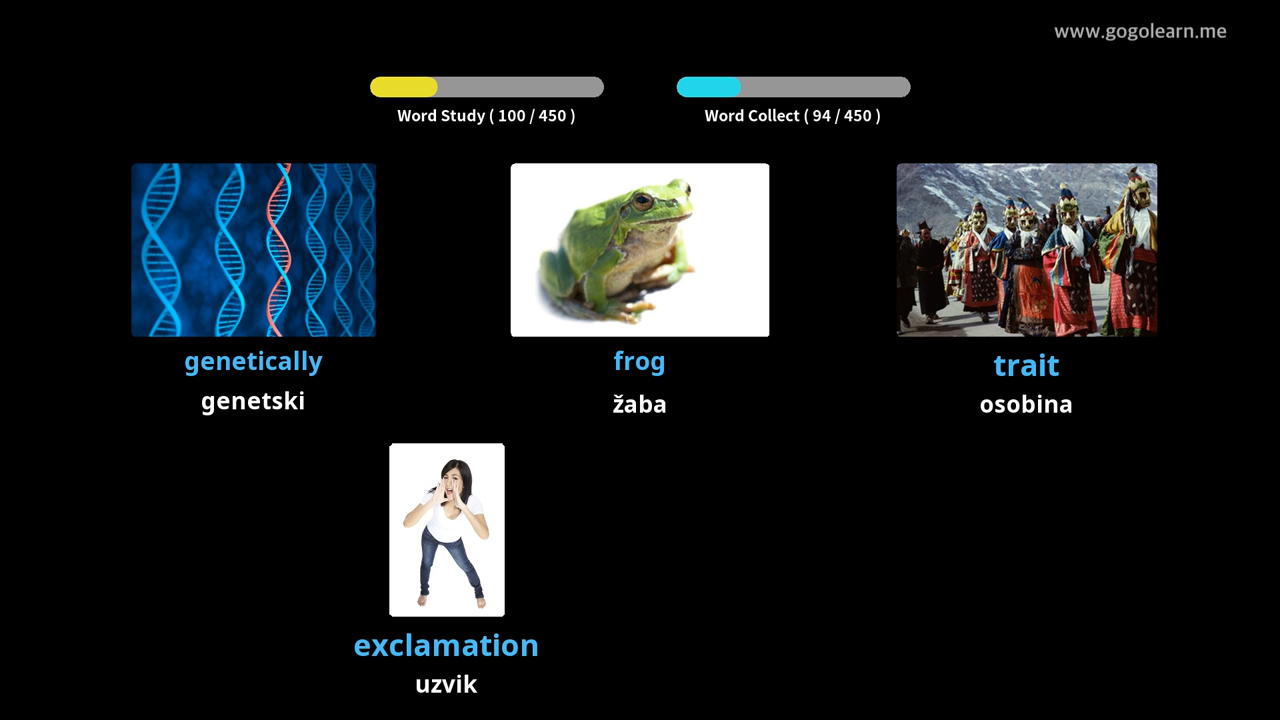 www.gogolearn.me
Word Study ( 100 / 450 )
Word Collect ( 94 / 450 )
genetically
genetski
frog
žaba
trait
osobina
exclamation
uzvik